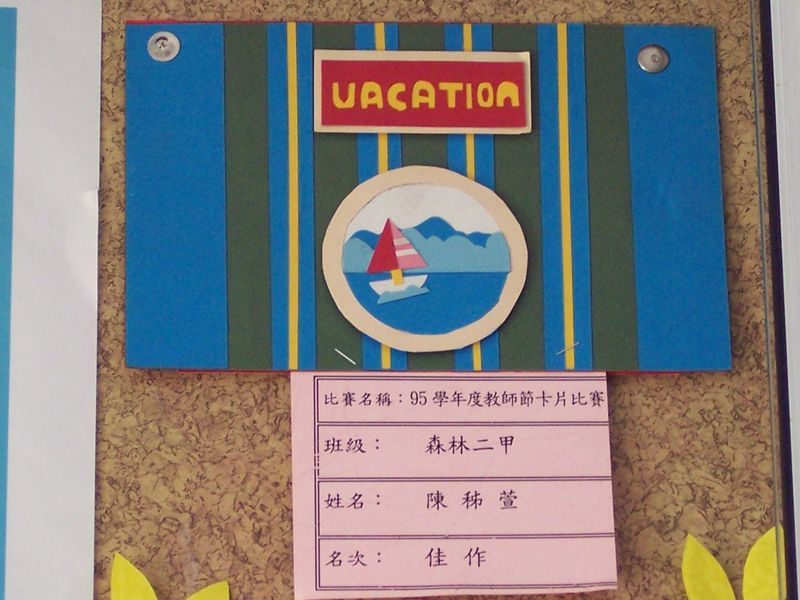 VACATION
比賽名稱：95學年度教師節卡片比賽
班級： 森林二甲
姓名： 陳秭萱
名次： 佳作